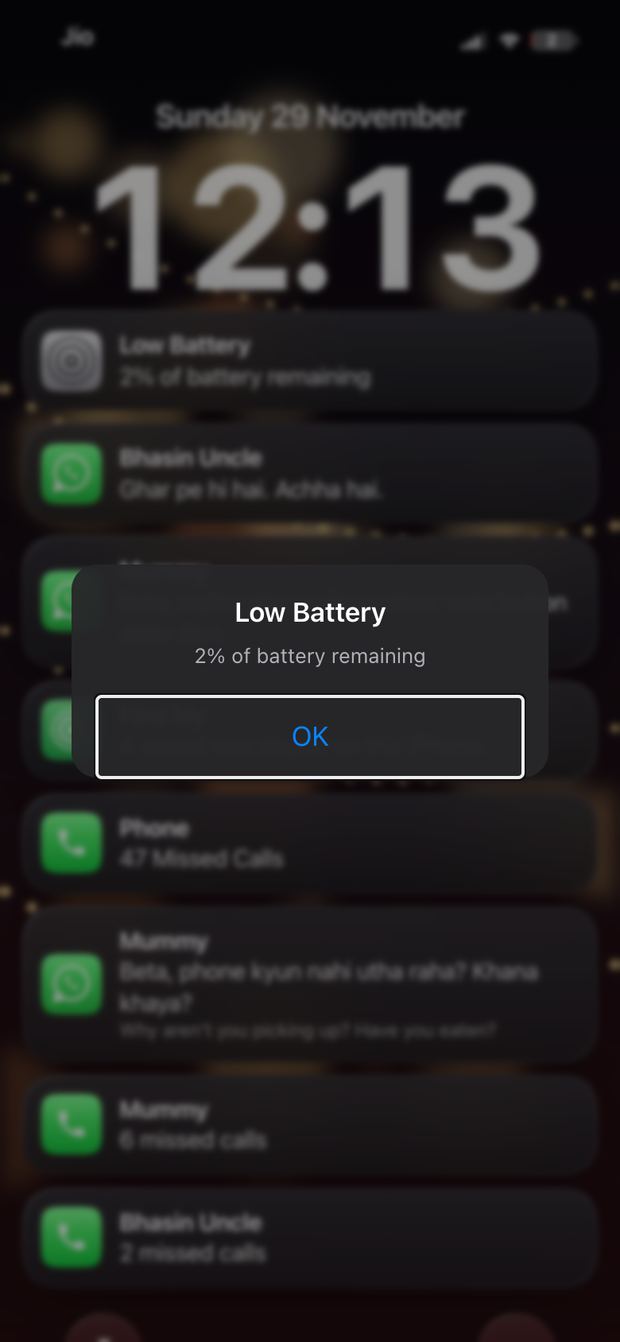 Jio
2
Sunday 29 November
12:13
Low Battery
2% of battery remaining
Bhasin Uncle
Ghar pe hi hai. Achha hai.
Mummy
Low Battery
2% of battery remaining
OK
Phone
47 Missed Calls
Mummy
Beta, phone kyun nahi utha raha? Khana
khaya?
Why aren't you picking up? Have you eaten?
Mummy
6 missed calls
Bhasin Uncle
2 missed calls